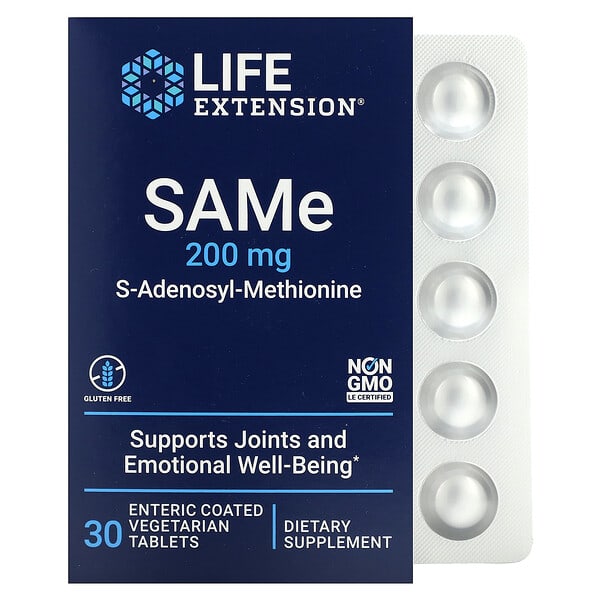 LIFE
EXTENSION®
SAMe
200 mg
S-Adenosyl-Methionine
GLUTEN FREE
NON
GMO
LE CERTIFIED
Supports Joints and
Emotional Well-Being*
30
ENTERIC COATED
VEGETARIAN
TABLETS
DIETARY
SUPPLEMENT